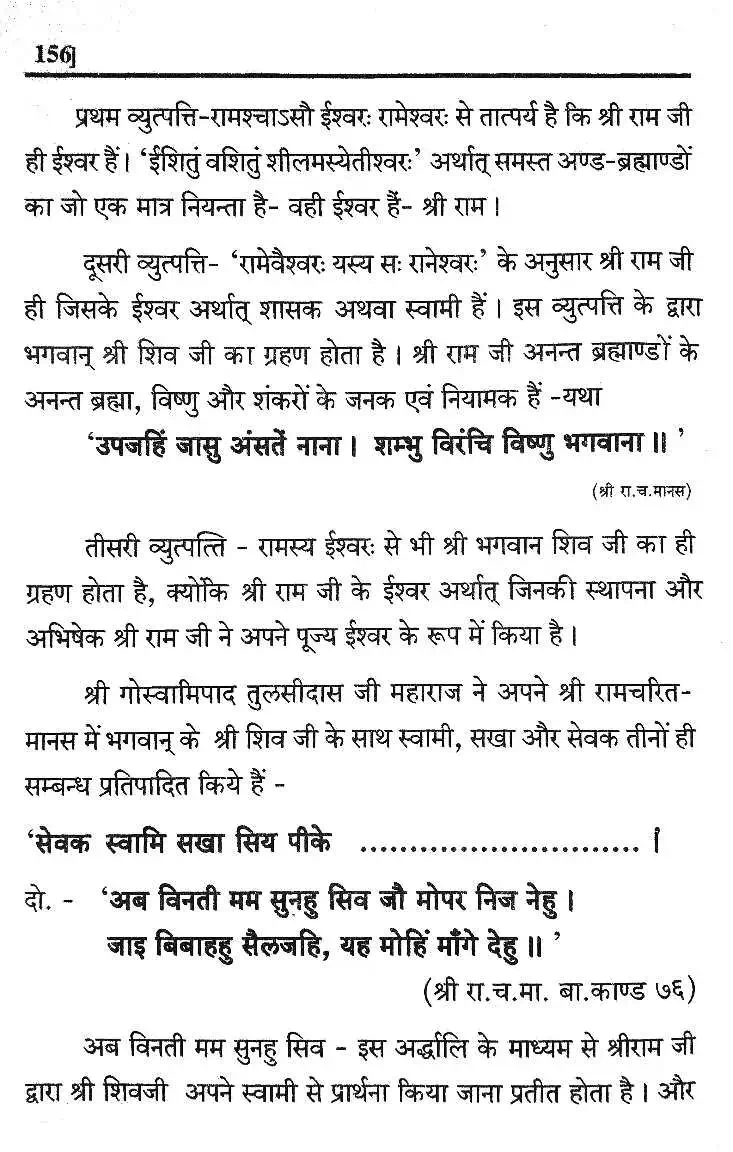 156]
प्रथम व्युत्पत्ति-रामश्चाऽसौ ईश्वरः रामेश्वरः से तात्पर्य है कि श्री राम जी
ही ईश्वर हैं। ‘ईशितुं वशितुं शीलमस्येतीश्वरः’ अर्थात् समस्त अण्ड-ब्रह्माण्डों
का जो एक मात्र नियन्ता है- वही ईश्वर हैं- श्री राम।
दूसरी व्युत्पत्ति- ‘रामेवैश्वरः यस्य सः रानेश्वरः’ के अनुसार श्री राम जी
ही जिसके ईश्वर अर्थात् शासक अथवा स्वामी हैं। इस व्युत्पत्ति के द्वारा
भगवान् श्री शिव जी का ग्रहण होता है। श्री राम जी अनन्त ब्रह्माण्डों के
अनन्त ब्रह्मा, विष्णु और शंकरों के जनक एवं नियामक हैं -यथा
‘उपजहिं जासु अंसतें नाना। शम्भु विरंचि विष्णु भगवाना॥ ’
(श्री रा.च.मानस)
तीसरी व्युत्पत्ति - रामस्य ईश्वरः से भी श्री भगवान शिव जी का ही
ग्रहण होता है, क्योंकि श्री राम जी के ईश्वर अर्थात् जिनकी स्थापना और
अभिषेक श्री राम जी ने अपने पूज्य ईश्वर के रूप में किया है।
श्री गोस्वामिपाद तुलसीदास जी महाराज ने अपने श्री रामचरित-
मानस में भगवान् के श्री शिव जी के साथ स्वामी, सखा और सेवक तीनों ही
सम्बन्ध प्रतिपादित किये हैं -
‘सेवक स्वामि सखा सिय पीके ............................ ।
दो. - ‘अब विनती मम सुनहु सिव जौ मोपर निज नेहु।
जाइ बिबाहहु सैलजहि, यह मोहिं माँगे देहु॥ ’
(श्री रा.च.मा. बा.काण्ड ७६)
अब विनती मम सुनहु सिव - इस अर्द्धालि के माध्यम से श्रीराम जी
द्वारा श्री शिवजी अपने स्वामी से प्रार्थना किया जाना प्रतीत होता है। और